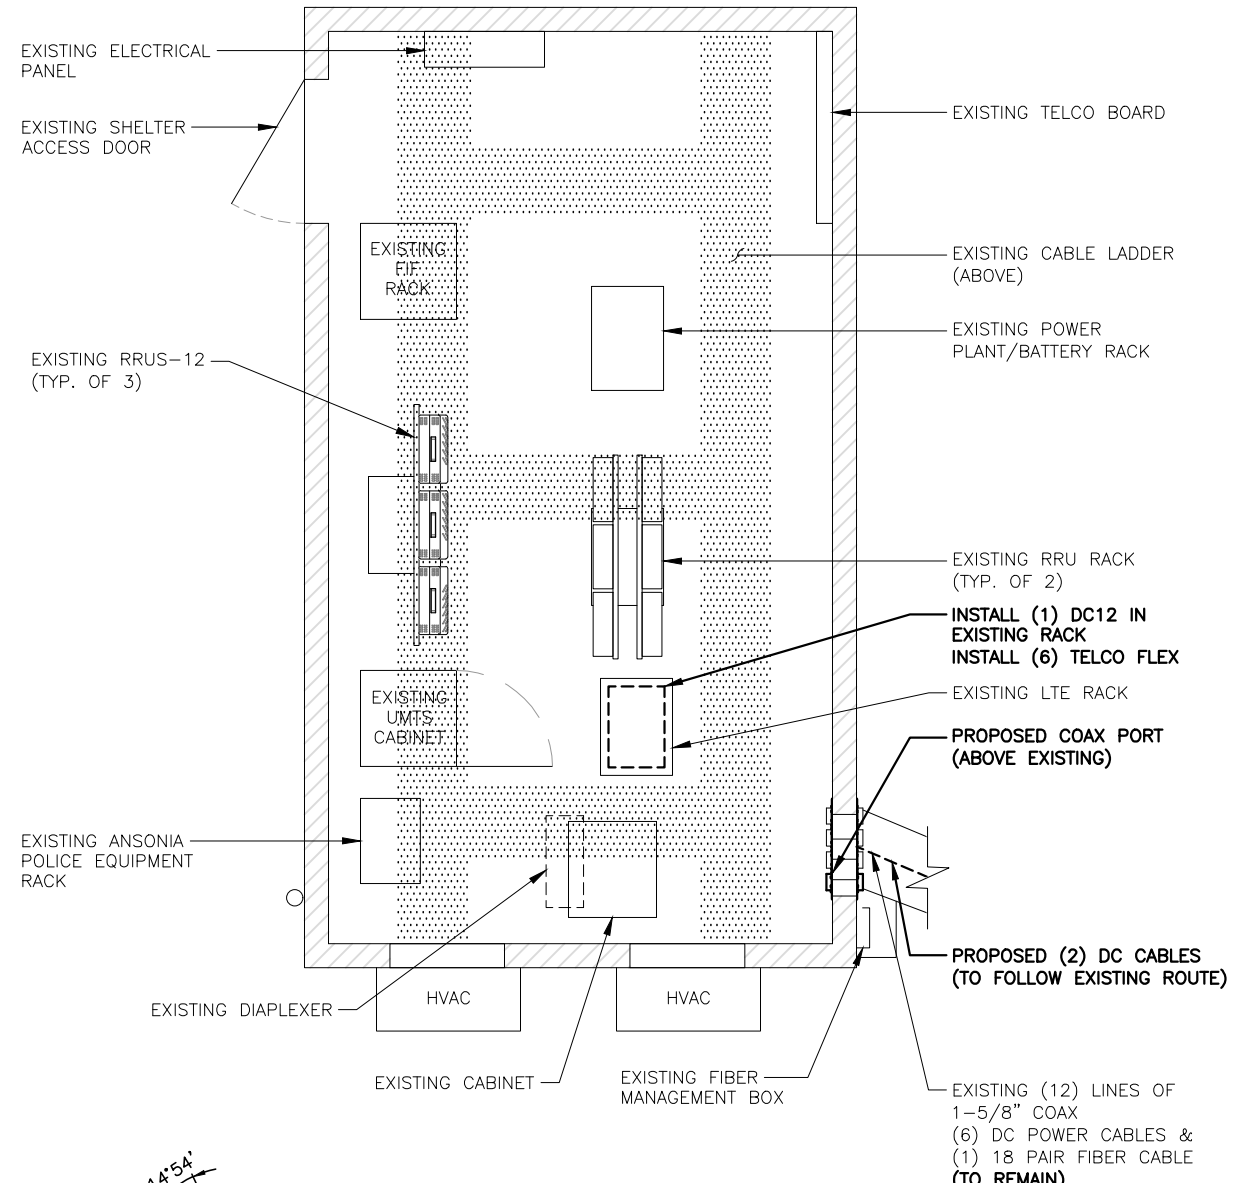 EXISTING ELECTRICAL
PANEL
EXISTING SHELTER
ACCESS DOOR
EXISTING TELCO BOARD
EXISTING
FIF
RACK
EXISTING CABLE LADDER
(ABOVE)
EXISTING POWER
PLANT/BATTERY RACK
EXISTING RRUS-12
(TYP. OF 3)
EXISTING RRU RACK
(TYP. OF 2)
INSTALL (1) DC12 IN
EXISTING RACK
INSTALL (6) TELCO FLEX
EXISTING LTE RACK
EXISTING
UMTS
CABINET
PROPOSED COAX PORT
(ABOVE EXISTING)
EXISTING ANSONIA
POLICE EQUIPMENT
RACK
PROPOSED (2) DC CABLES
(TO FOLLOW EXISTING ROUTE)
HVAC
HVAC
EXISTING DIAPLEXER
EXISTING CABINET
EXISTING FIBER
MANAGEMENT BOX
EXISTING (12) LINES OF
1-5/8" COAX
(6) DC POWER CABLES &
(1) 18 PAIR FIBER CABLE
(TO REMAIN)